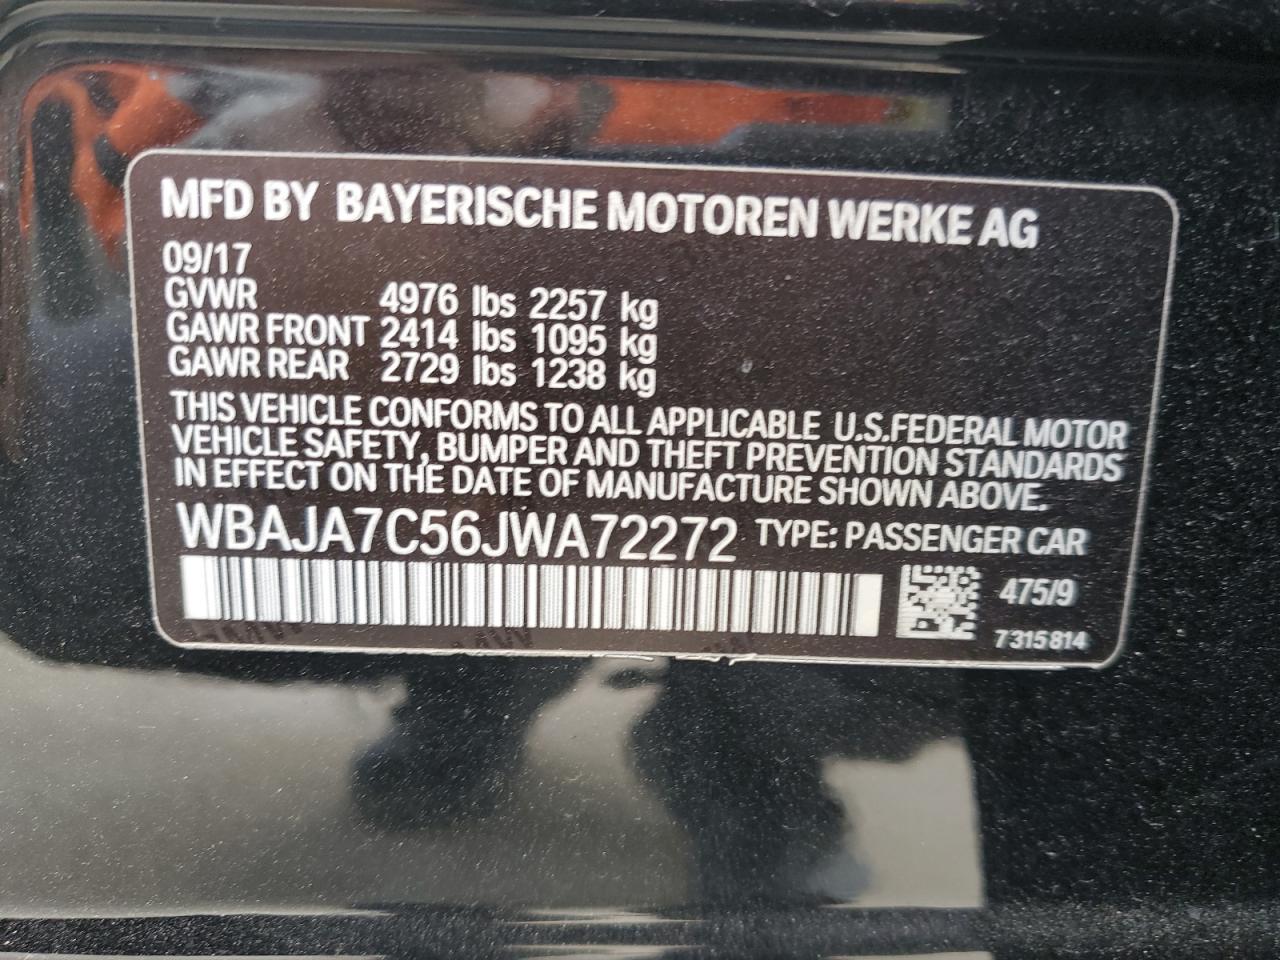 MFD BY BAYERISCHE MOTOREN WERKE AG
09/17
GVWR 4976 lbs 2257 kg
GAWR FRONT 2414 lbs 1095 kg
GAWR REAR 2729 lbs 1238 kg
THIS VEHICLE CONFORMS TO ALL APPLICABLE U.S.FEDERAL MOTOR
VEHICLE SAFETY, BUMPER AND THEFT PREVENTION STANDARDS
IN EFFECT ON THE DATE OF MANUFACTURE SHOWN ABOVE.
WBAJA7C56JWA72272 TYPE: PASSENGER CAR
475/9
7315814